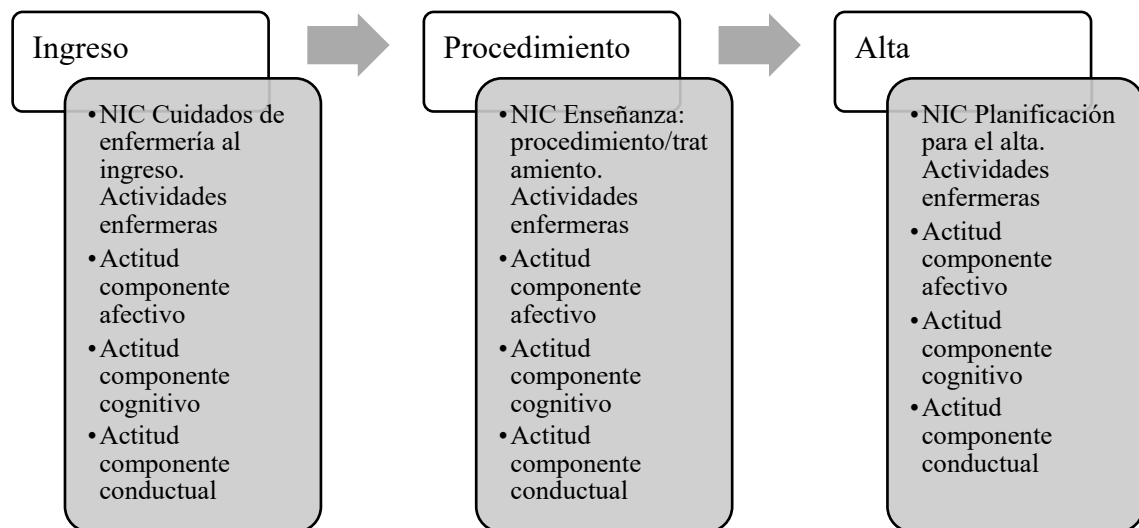 Ingreso
•NIC Cuidados de
enfermería al
ingreso.
Actividades
enfermeras
•Actitud
componente
afectivo
•Actitud
componente
cognitivo
•Actitud
componente
conductual
Procedimiento
•NIC Enseñanza:
procedimiento/trat
amiento.
Actividades
enfermeras
•Actitud
componente
afectivo
•Actitud
componente
cognitivo
•Actitud
componente
conductual
Alta
•NIC Planificación
para el alta.
Actividades
enfermeras
•Actitud
componente
afectivo
•Actitud
componente
cognitivo
•Actitud
componente
conductual